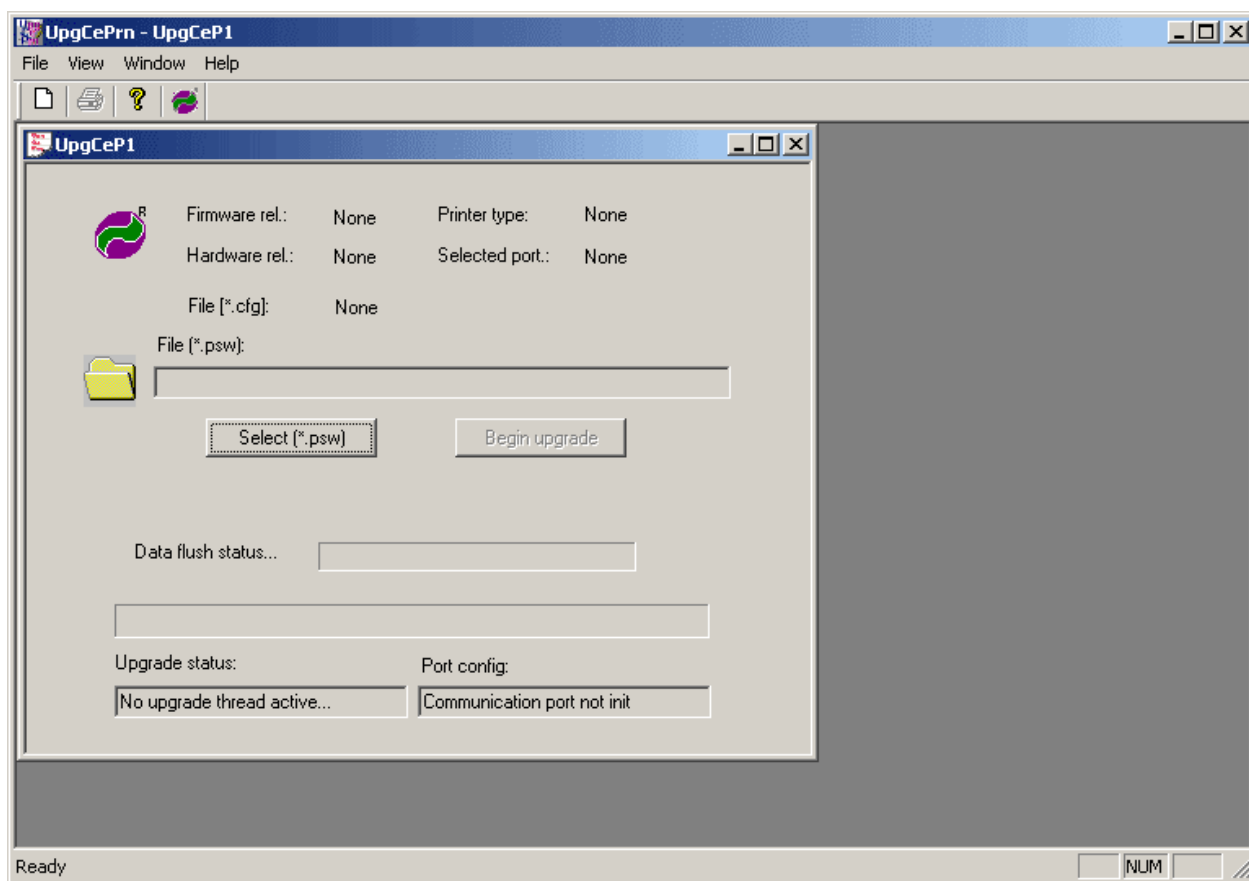 UpgCePrn - UpgCeP1
File View Window Help
UpgCeP1
R
Firmware rel.: None Printer type: None
Hardware rel.: None Selected port.: None
File [*.cfg]: None
File (*.psw):
Select (*.psw) Begin upgrade
Data flush status...
Upgrade status: Port config:
No upgrade thread active... Communication port not init
Ready NUM